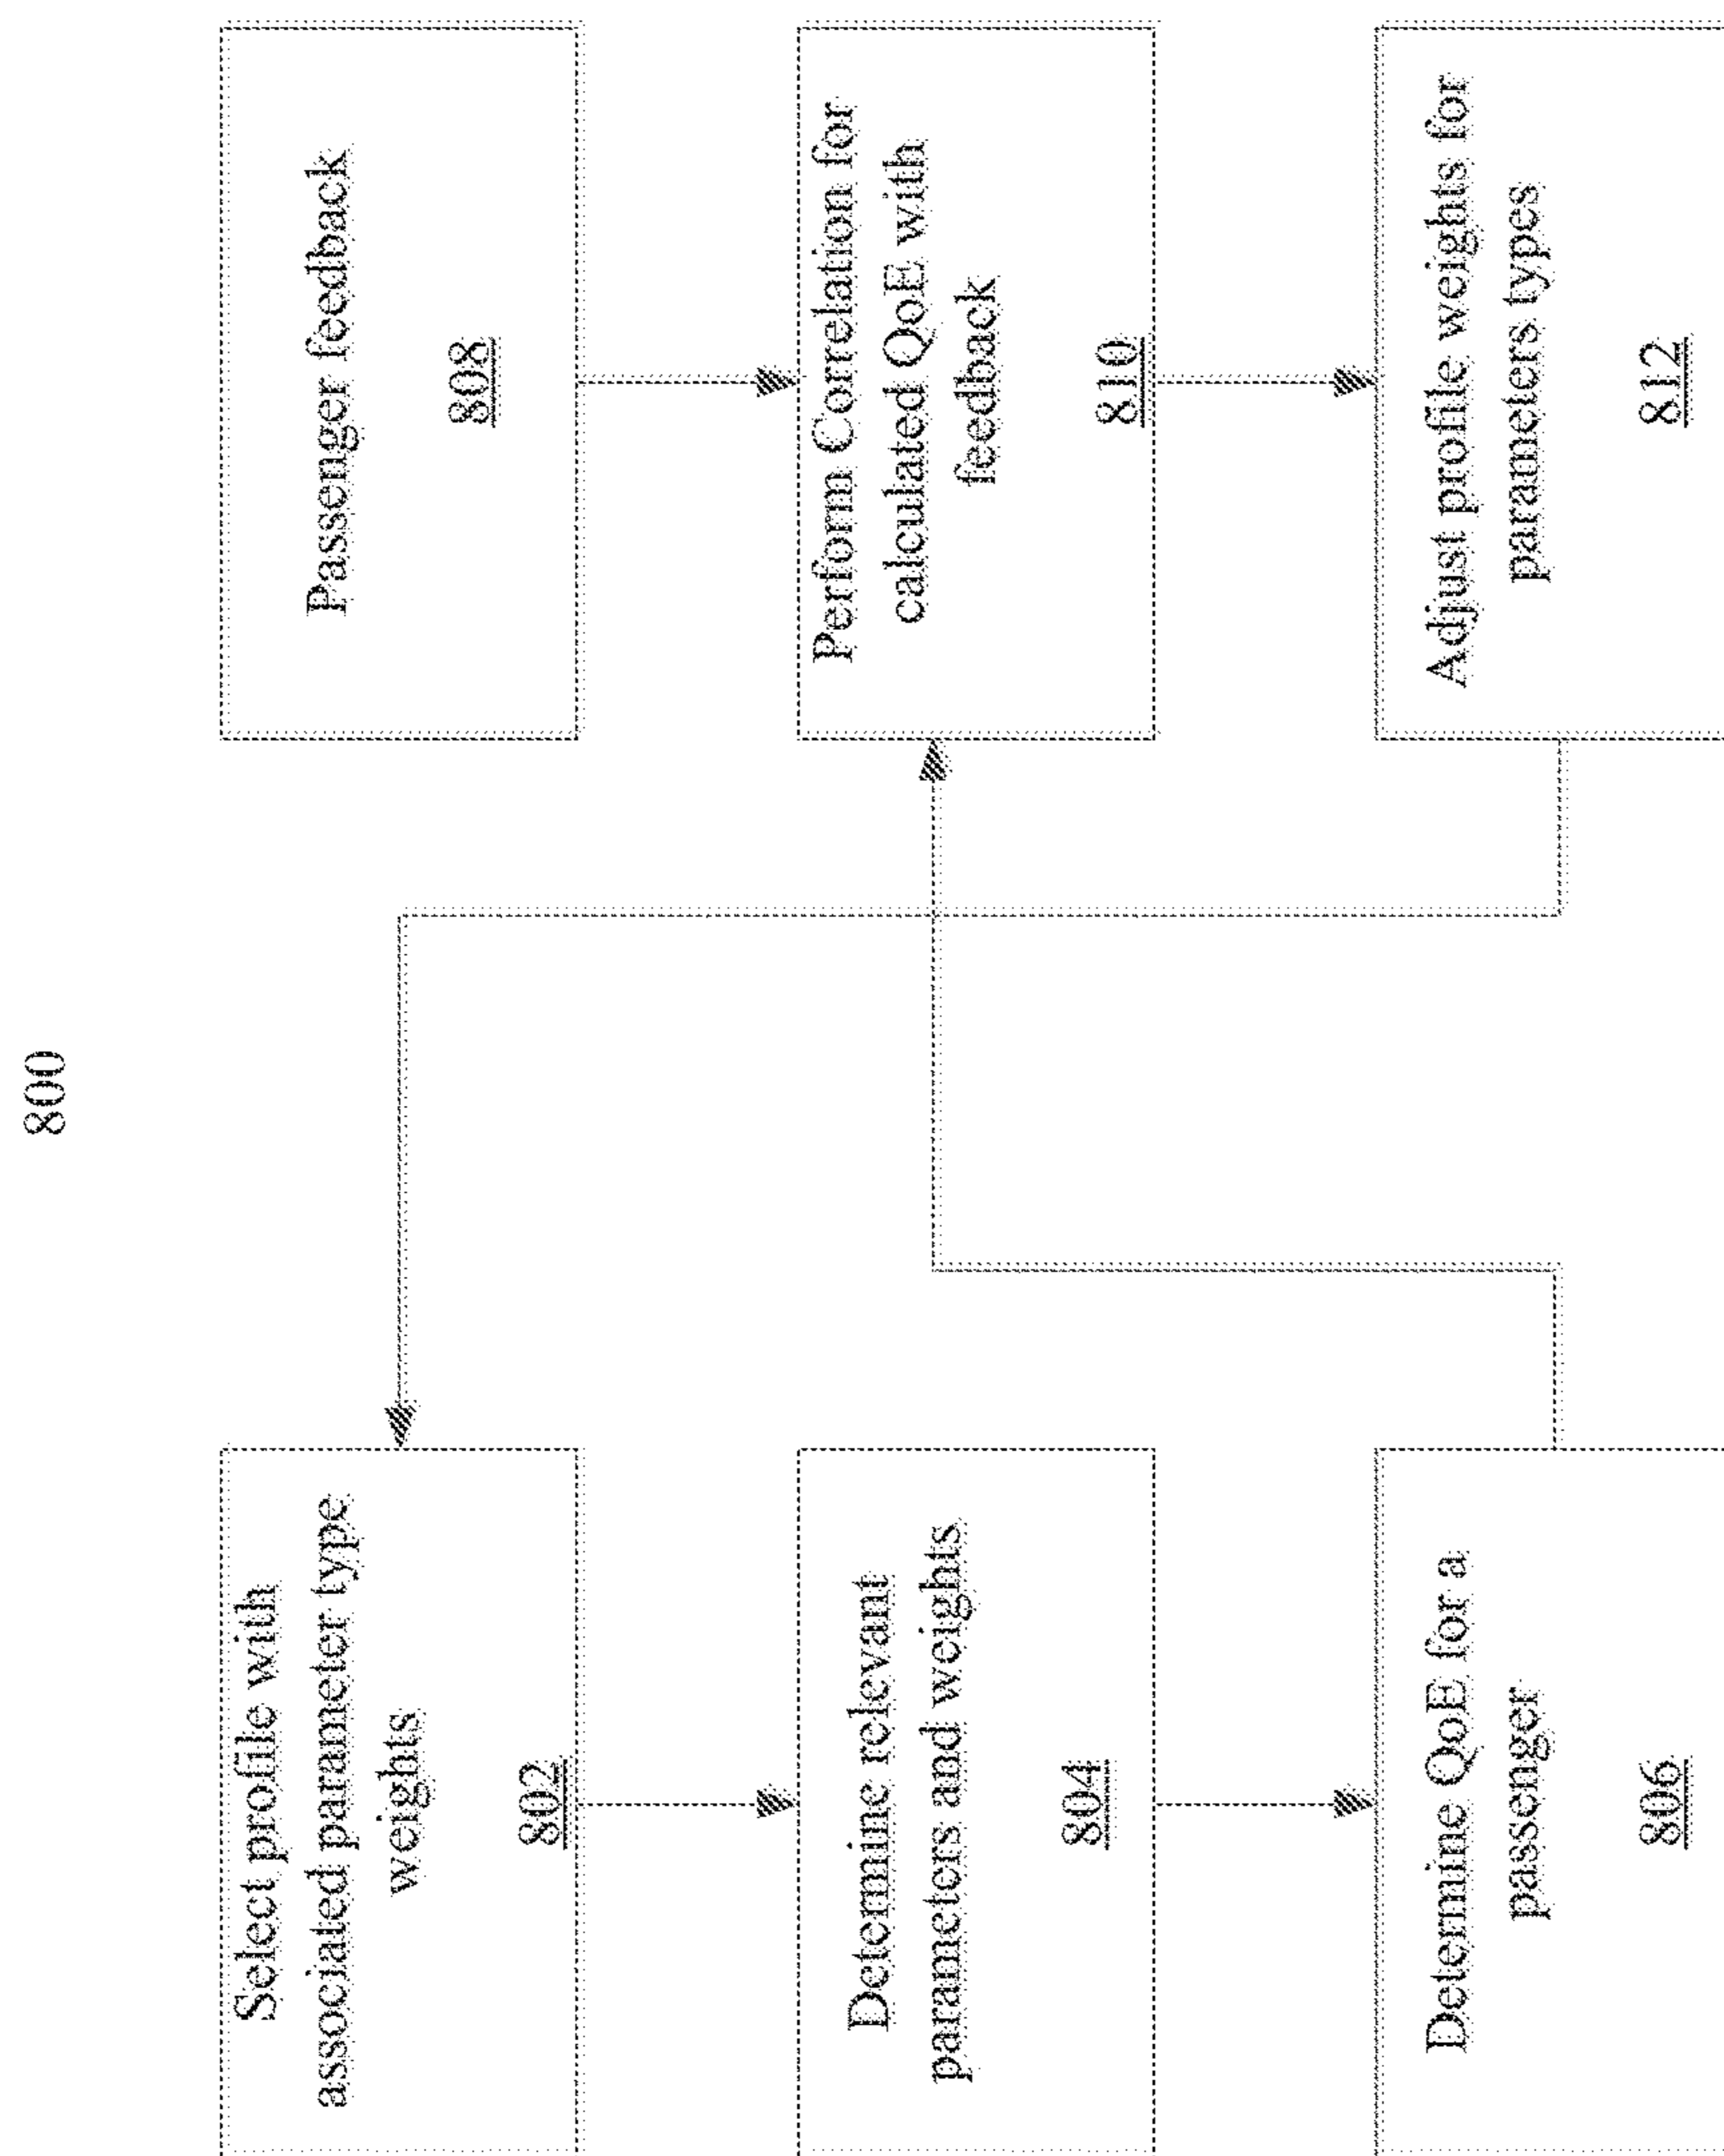 800
Select profile with
associated parameter type
weights
802
Determine relevant
parameters and weights
804
Determine QoE for a
passenger
806
Passenger feedback
808
Perform Correlation for
calculated QoE with
feedback
810
Adjust profile weights for
parameters types
812